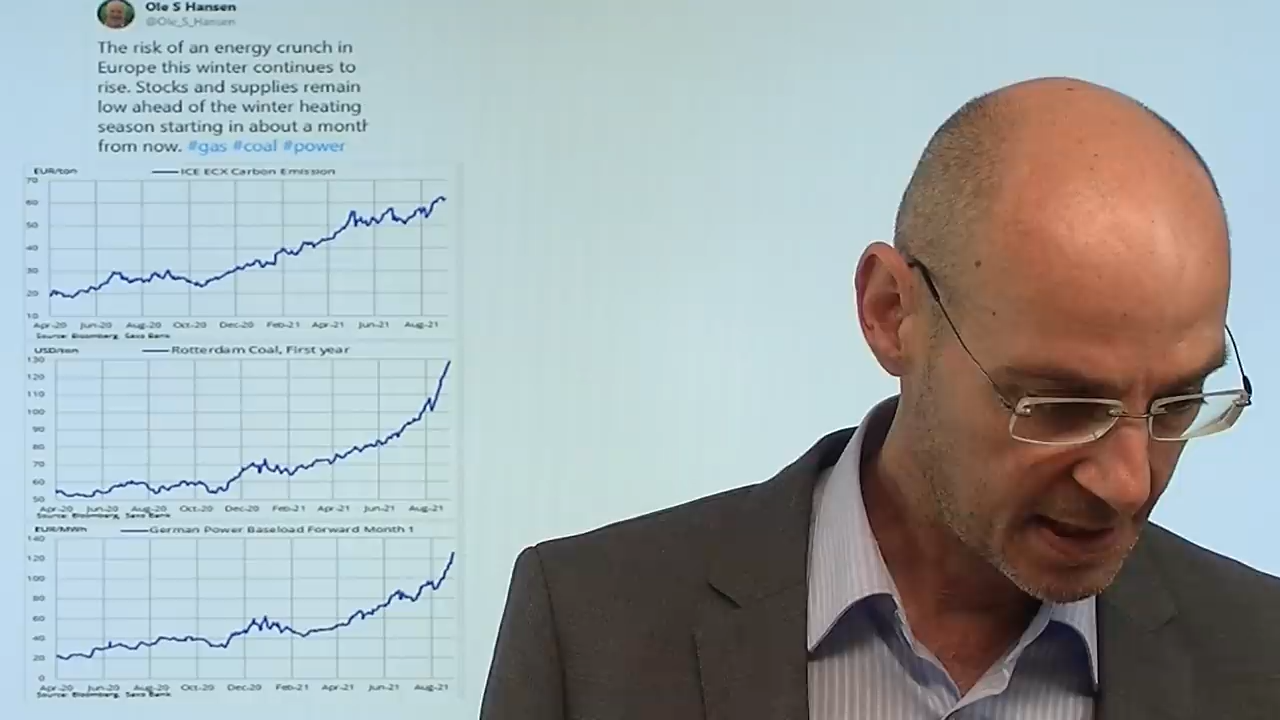 Ole S Hansen
@Ole_S_Hansen
The risk of an energy crunch in
Europe this winter continues to
rise. Stocks and supplies remain
low ahead of the winter heating
season starting in about a month
from now. #gas #coal #power
EUR/ton
ICE ECX Carbon Emission
70
60
50
40
30
20
10
Apr-20 Jun-20 Aug-20 Oct-20 Dec-20 Feb-21 Apr-21 Jun-21 Aug-21
Source: Bloomberg, Saxo Bank
USD/ton
Rotterdam Coal, First year
130
120
110
100
90
80
70
60
50
Apr-20 Jun-20 Aug-20 Oct-20 Dec-20 Feb-21 Apr-21 Jun-21 Aug-21
Source: Bloomberg, Saxo Bank
EUR/MWh
German Power Baseload Forward Month 1
140
120
100
80
60
40
20
0
Apr-20 Jun-20 Aug-20 Oct-20 Dec-20 Feb-21 Apr-21 Jun-21 Aug-21
Source: Bloomberg, Saxo Bank